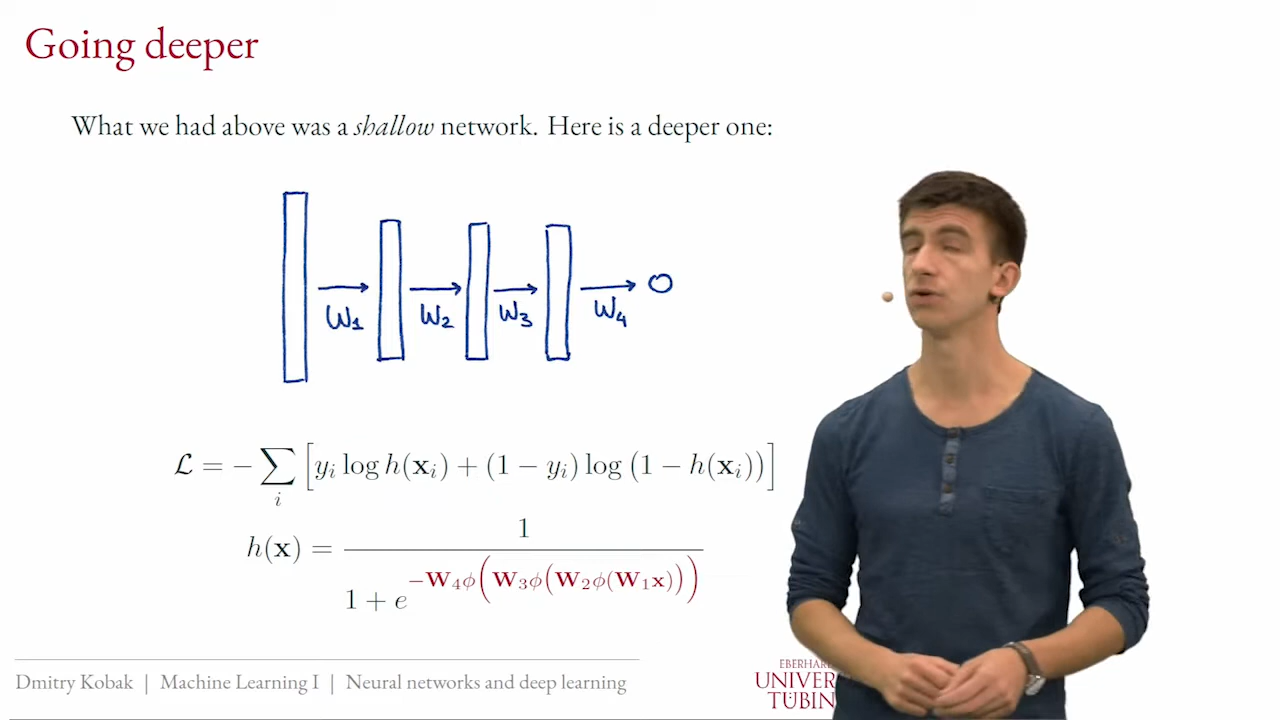 Going deeper
What we had above was a shallow network. Here is a deeper one:
W₁ W₂ W₃ W₄
ℒ = − ∑ᵢ [yᵢ log h(xᵢ) + (1 − yᵢ) log (1 − h(xᵢ))]
h(x) = 1 / (1 + e^(−W₄ϕ(W₃ϕ(W₂ϕ(W₁x)))))
Dmitry Kobak | Machine Learning I | Neural networks and deep learning
EBERHAR
UNIVER
TÜBIN